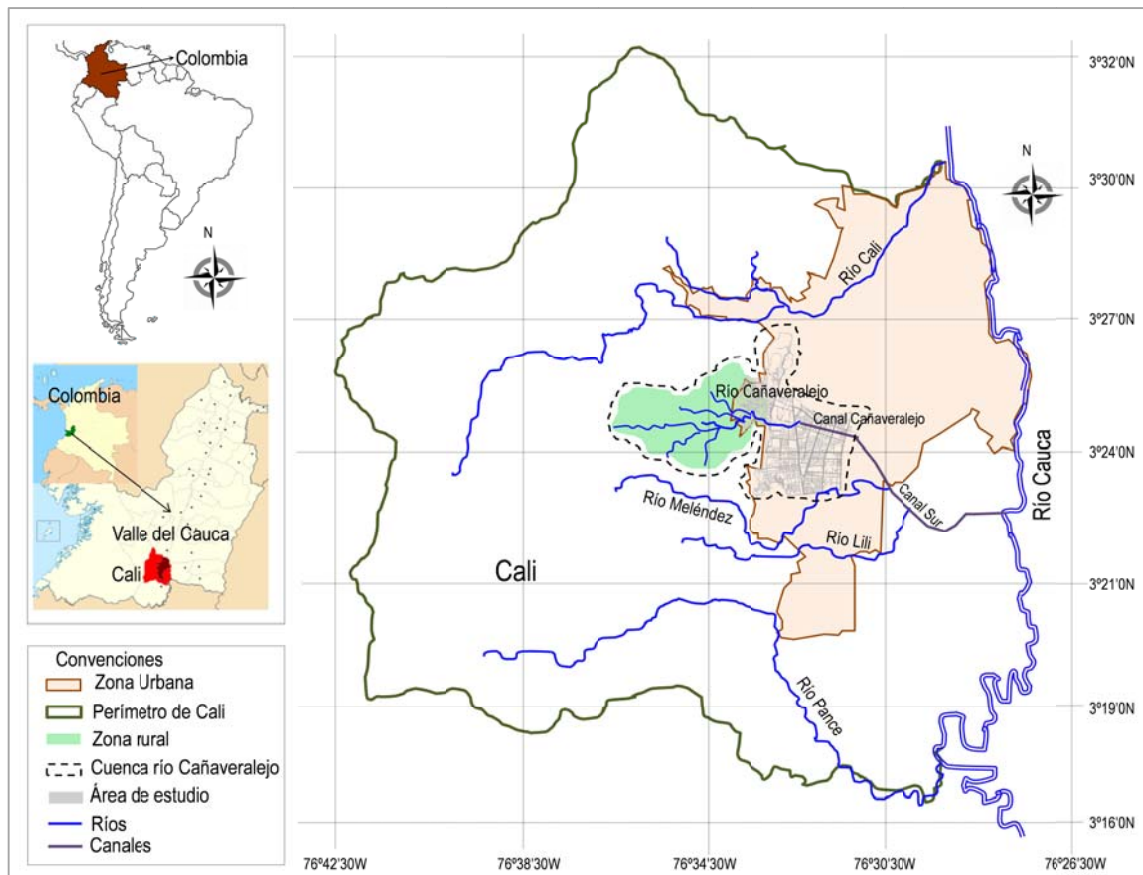 Colombia
N
Colombia
Valle del Cauca
Cali
Convenciones
Zona Urbana
Perímetro de Cali
Zona rural
Cuenca río Cañaveralejo
Área de estudio
Ríos
Canales
N
Río Cali
Río Cañaveralejo
Canal Cañaveralejo
Canal Sur
Río Cauca
Río Meléndez
Río Lili
Cali
Río Pance
3°32'0N
3°30'0N
3°27'0N
3°24'0N
3°21'0N
3°19'0N
3°16'0N
76°42'30W
76°38'30W
76°34'30W
76°30'30W
76°26'30W